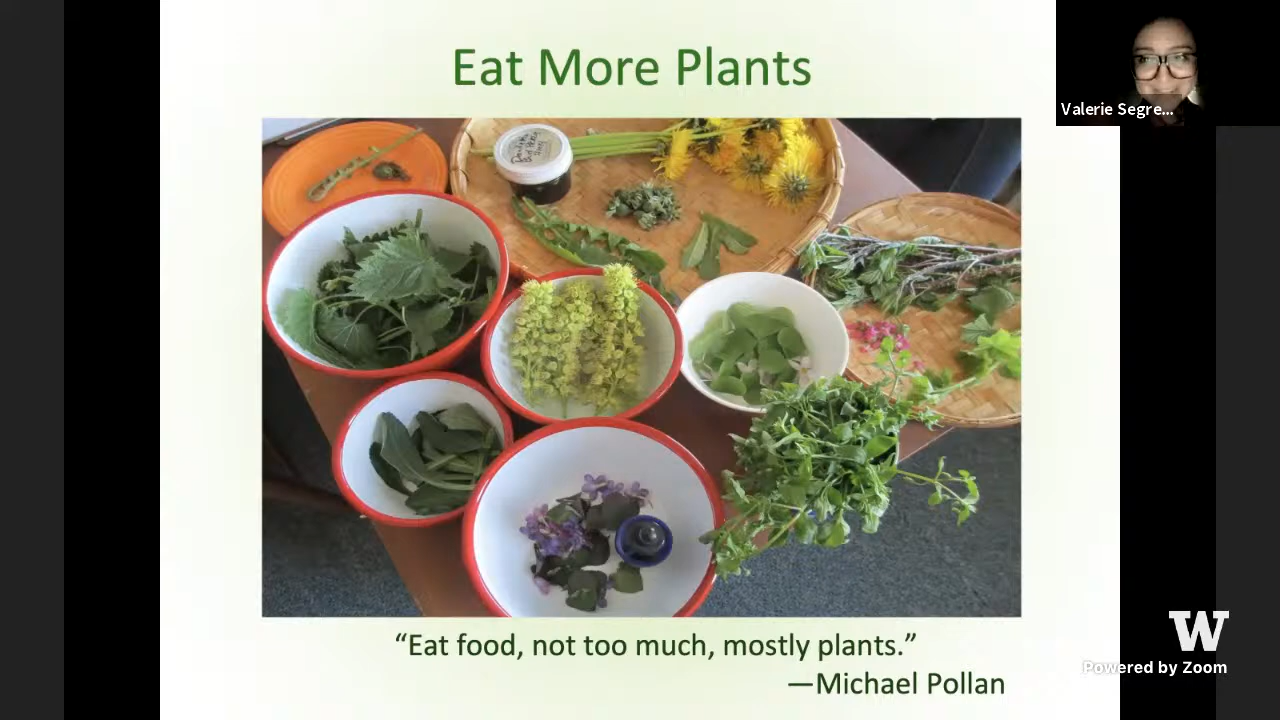 Eat More Plants
Valerie Segre...
"Eat food, not too much, mostly plants."
—Michael Pollan
W
Powered by Zoom